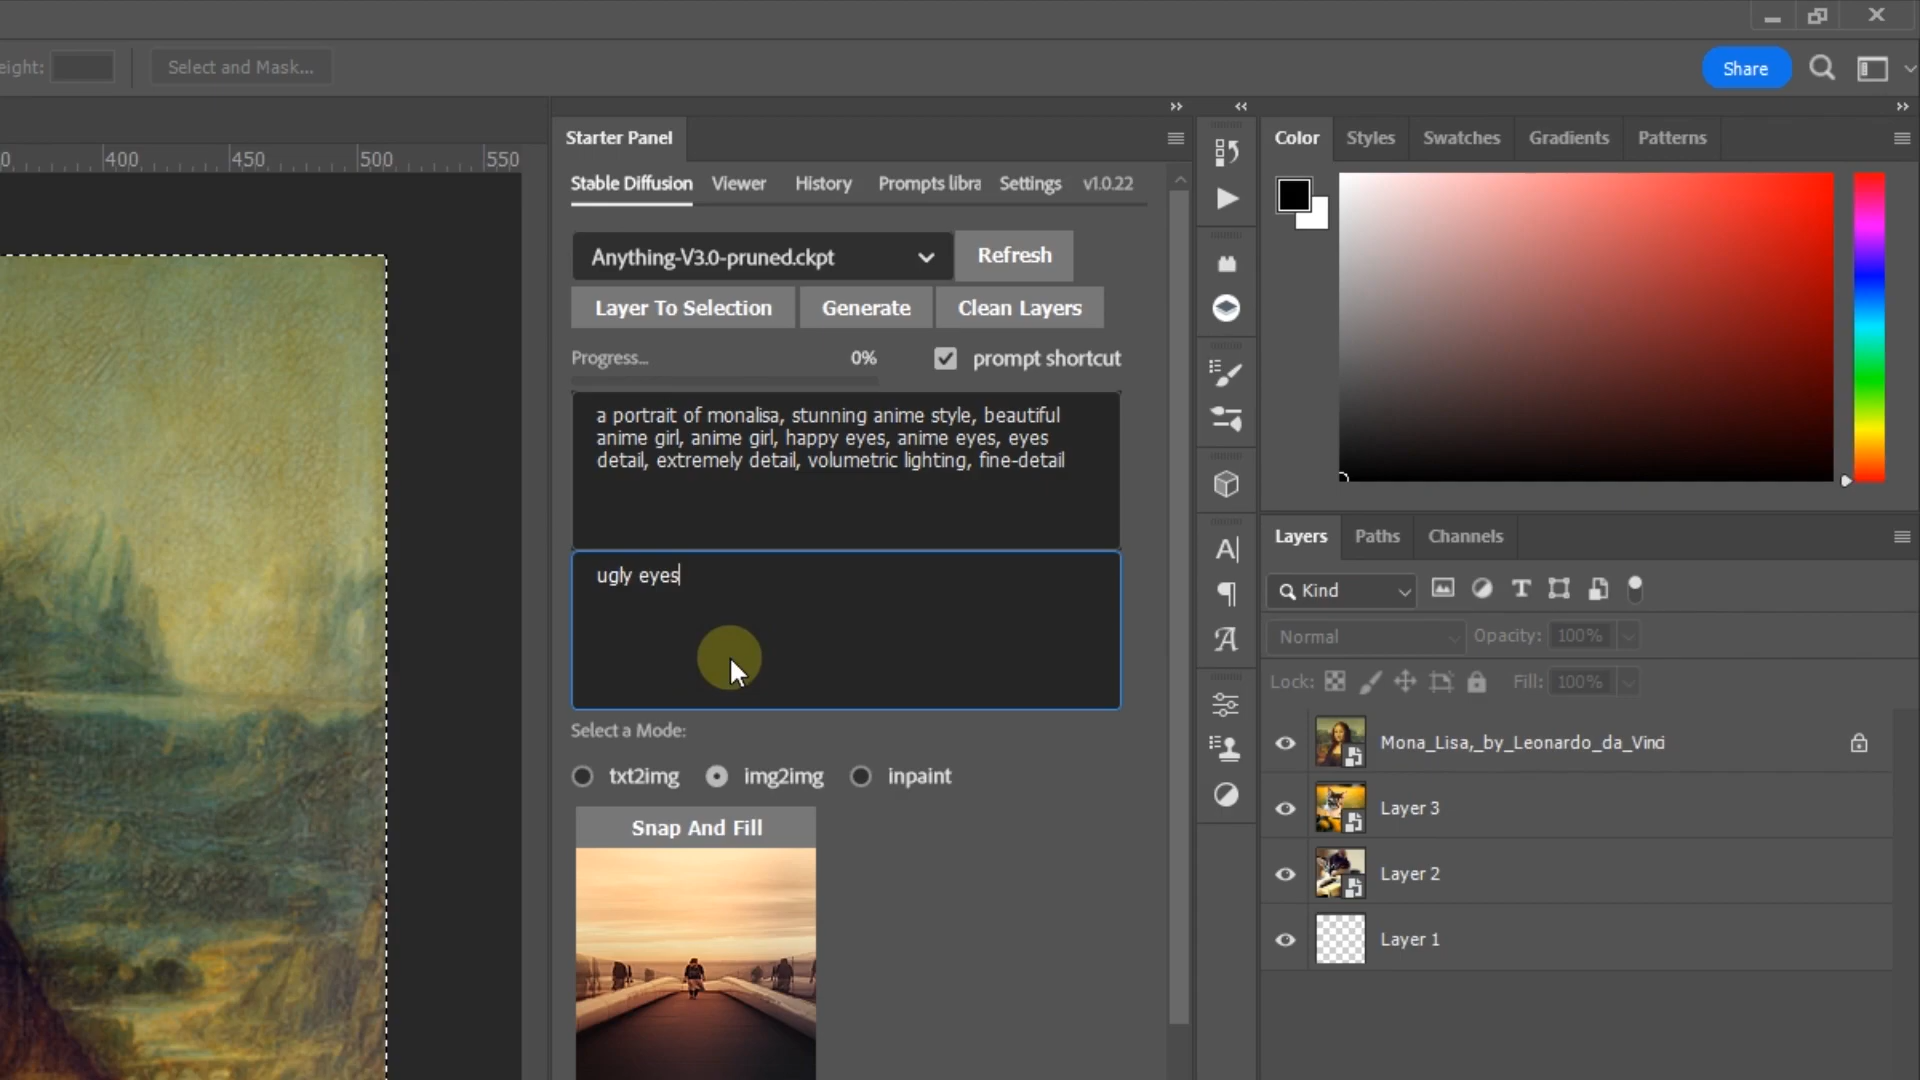 eight:
Select and Mask...
Share
0
400
450
500
550
Starter Panel
Stable Diffusion
Viewer
History
Prompts libra
Settings
v1.0.22
Anything-V3.0-pruned.ckpt
Refresh
Layer To Selection
Generate
Clean Layers
Progress...
0%
prompt shortcut
a portrait of monalisa, stunning anime style, beautiful
anime girl, anime girl, happy eyes, anime eyes, eyes
detail, extremely detail, volumetric lighting, fine-detail
ugly eyes
Select a Mode:
txt2img
img2img
inpaint
Snap And Fill
Color
Styles
Swatches
Gradients
Patterns
Layers
Paths
Channels
Kind
Normal
Opacity:
100%
Lock:
Fill:
100%
Mona_Lisa,_by_Leonardo_da_Vinci
Layer 3
Layer 2
Layer 1